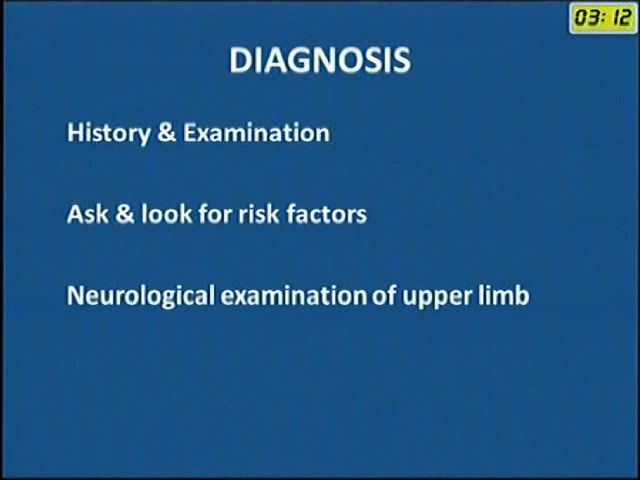 03:12
DIAGNOSIS
History & Examination
Ask & look for risk factors
Neurological examination of upper limb